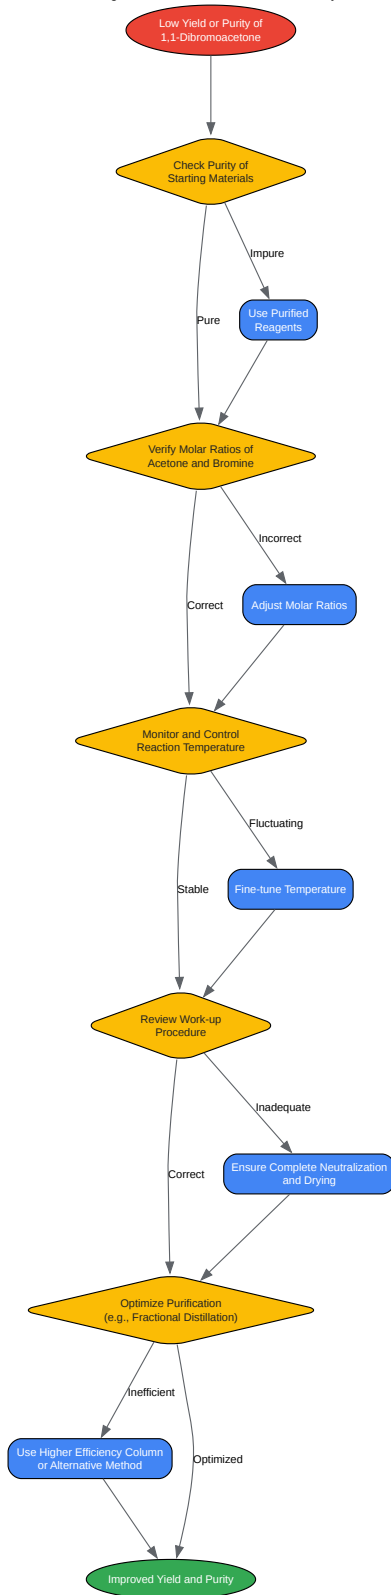 Low Yield or Purity of
1,1-Dibromoacetone
Check Purity of
Starting Materials
Impure
Pure
Use Purified
Reagents
Verify Molar Ratios of
Acetone and Bromine
Incorrect
Correct
Adjust Molar Ratios
Monitor and Control
Reaction Temperature
Fluctuating
Stable
Fine-tune Temperature
Review Work-up
Procedure
Inadequate
Correct
Ensure Complete Neutralization
and Drying
Optimize Purification
(e.g., Fractional Distillation)
Inefficient
Optimized
Use Higher Efficiency Column
or Alternative Method
Improved Yield and Purity